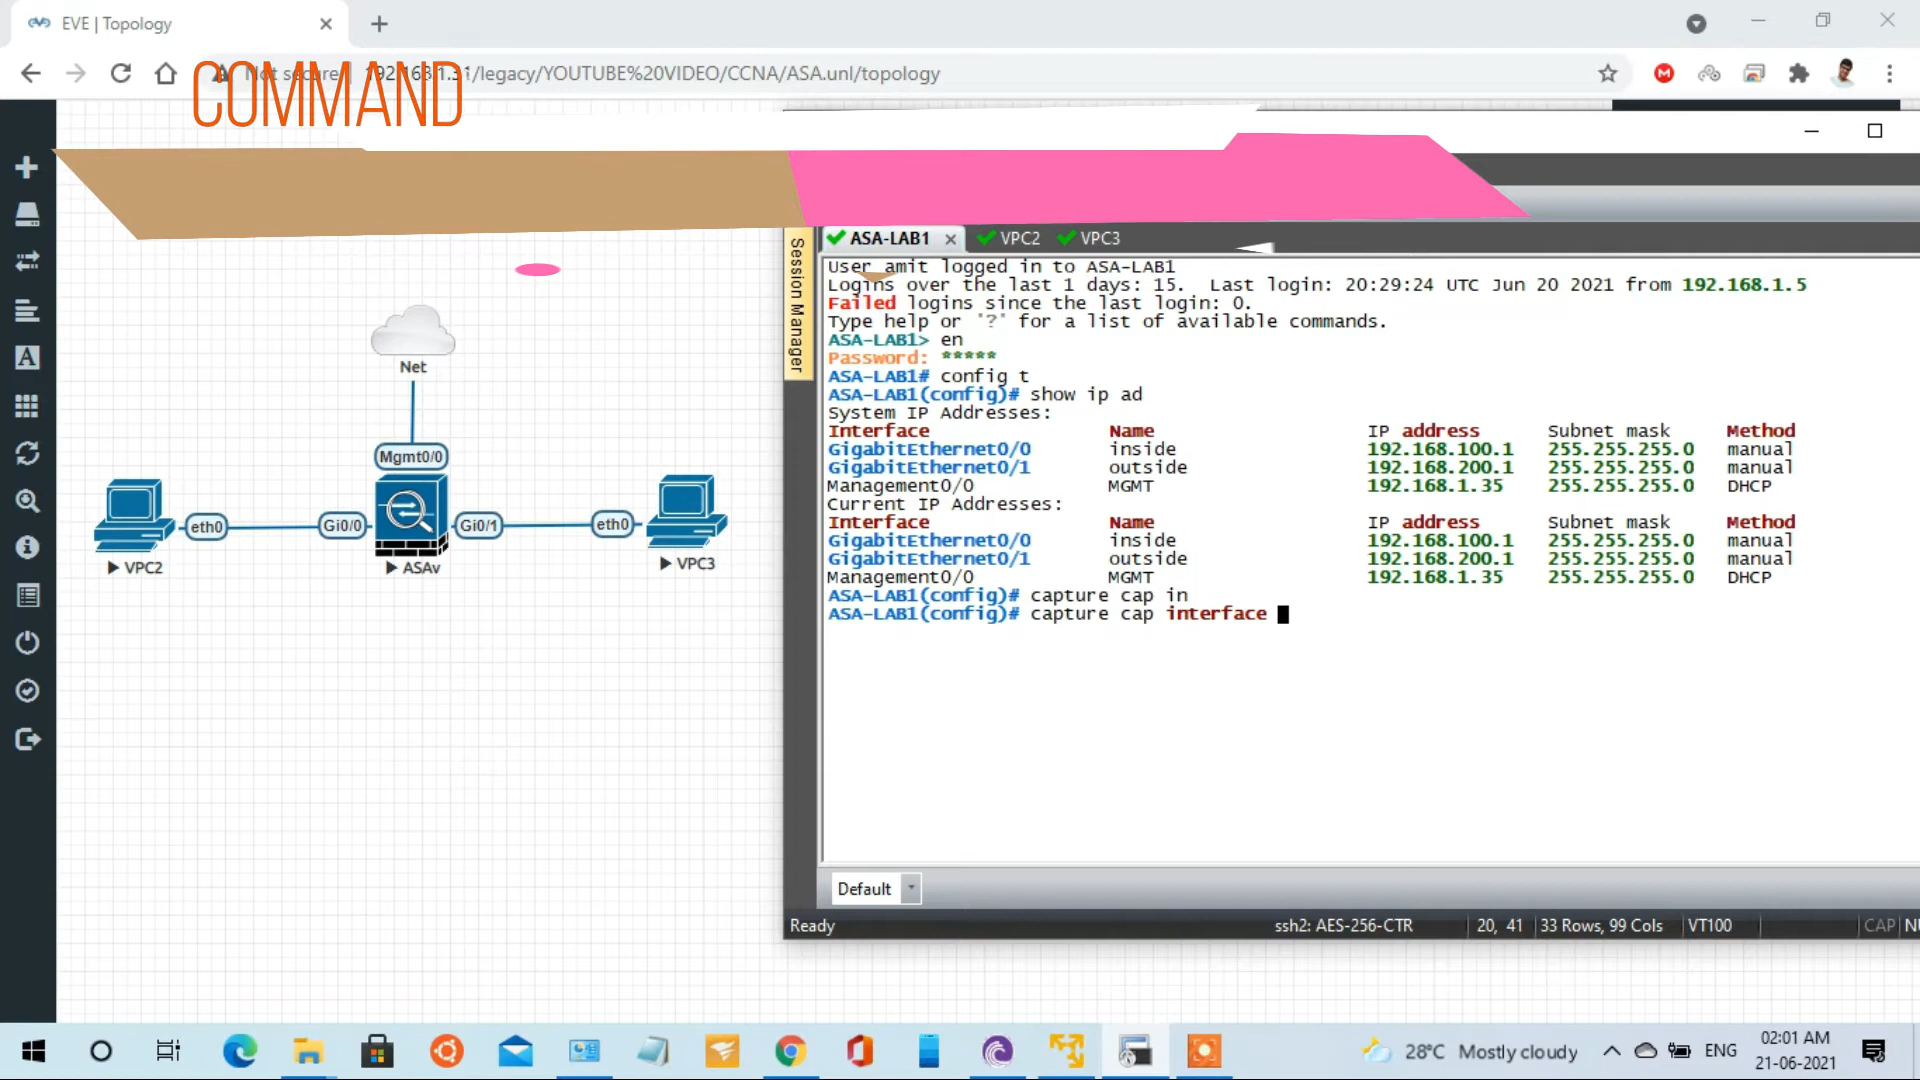 EVE | Topology
Not secure 192.168.1.31/legacy/YOUTUBE%20VIDEO/CCNA/ASA.unl/topology
COMMAND
Session Manager
ASA-LAB1 VPC2 VPC3
User amit logged in to ASA-LAB1
Logins over the last 1 days: 15.  Last login: 20:29:24 UTC Jun 20 2021 from 192.168.1.5
Failed logins since the last login: 0.
Type help or '?' for a list of available commands.
ASA-LAB1> en
Password: *****
ASA-LAB1# config t
ASA-LAB1(config)# show ip ad
System IP Addresses:
Interface Name IP address Subnet mask Method
GigabitEthernet0/0 inside 192.168.100.1 255.255.255.0 manual
GigabitEthernet0/1 outside 192.168.200.1 255.255.255.0 manual
Management0/0 MGMT 192.168.1.35 255.255.255.0 DHCP
Current IP Addresses:
Interface Name IP address Subnet mask Method
GigabitEthernet0/0 inside 192.168.100.1 255.255.255.0 manual
GigabitEthernet0/1 outside 192.168.200.1 255.255.255.0 manual
Management0/0 MGMT 192.168.1.35 255.255.255.0 DHCP
ASA-LAB1(config)# capture cap in
ASA-LAB1(config)# capture cap interface
Net
Mgmt0/0
eth0 Gi0/0 Gi0/1 eth0
VPC2 ASAv VPC3
Default
Ready ssh2: AES-256-CTR 20, 41 33 Rows, 99 Cols VT100 CAP
28°C Mostly cloudy ENG 02:01 AM
21-06-2021